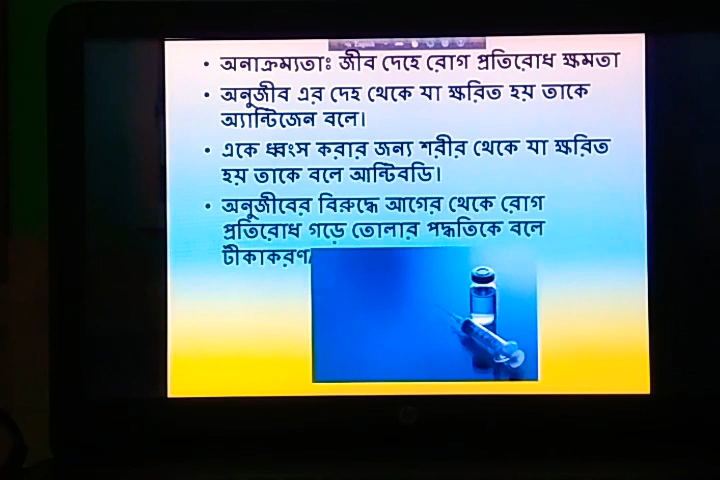 • অনাক্রম্যতাঃ জীব দেহে রোগ প্রতিরোধ ক্ষমতা
• অনুজীব এর দেহ থেকে যা ক্ষরিত হয় তাকে
অ্যান্টিজেন বলে।
• একে ধ্বংস করার জন্য শরীর থেকে যা ক্ষরিত
হয় তাকে বলে আন্টিবডি।
• অনুজীবের বিরুদ্ধে আগের থেকে রোগ
প্রতিরোধ গড়ে তোলার পদ্ধতিকে বলে
টীকাকরণ